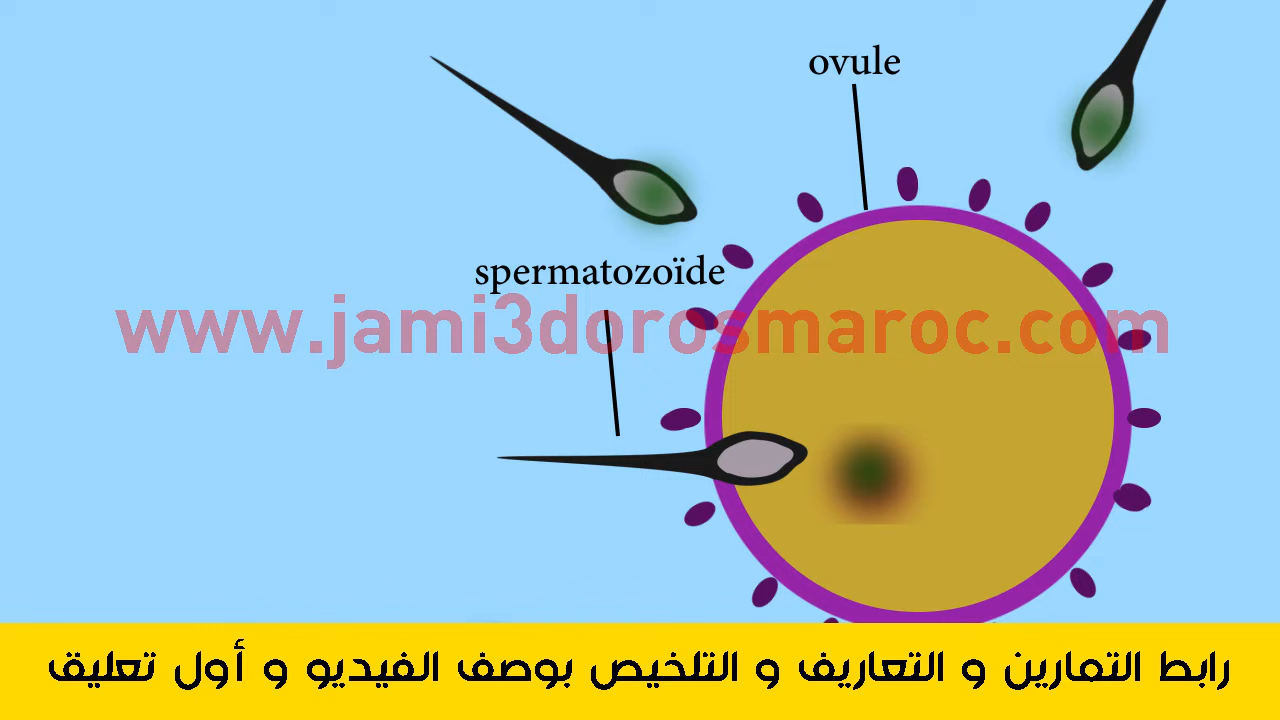 ovule
spermatozoïde
www.jami3dorosmaroc.com
رابط التمارين و التعاريف و التلخيص بوصف الفيديو و أول تعليق